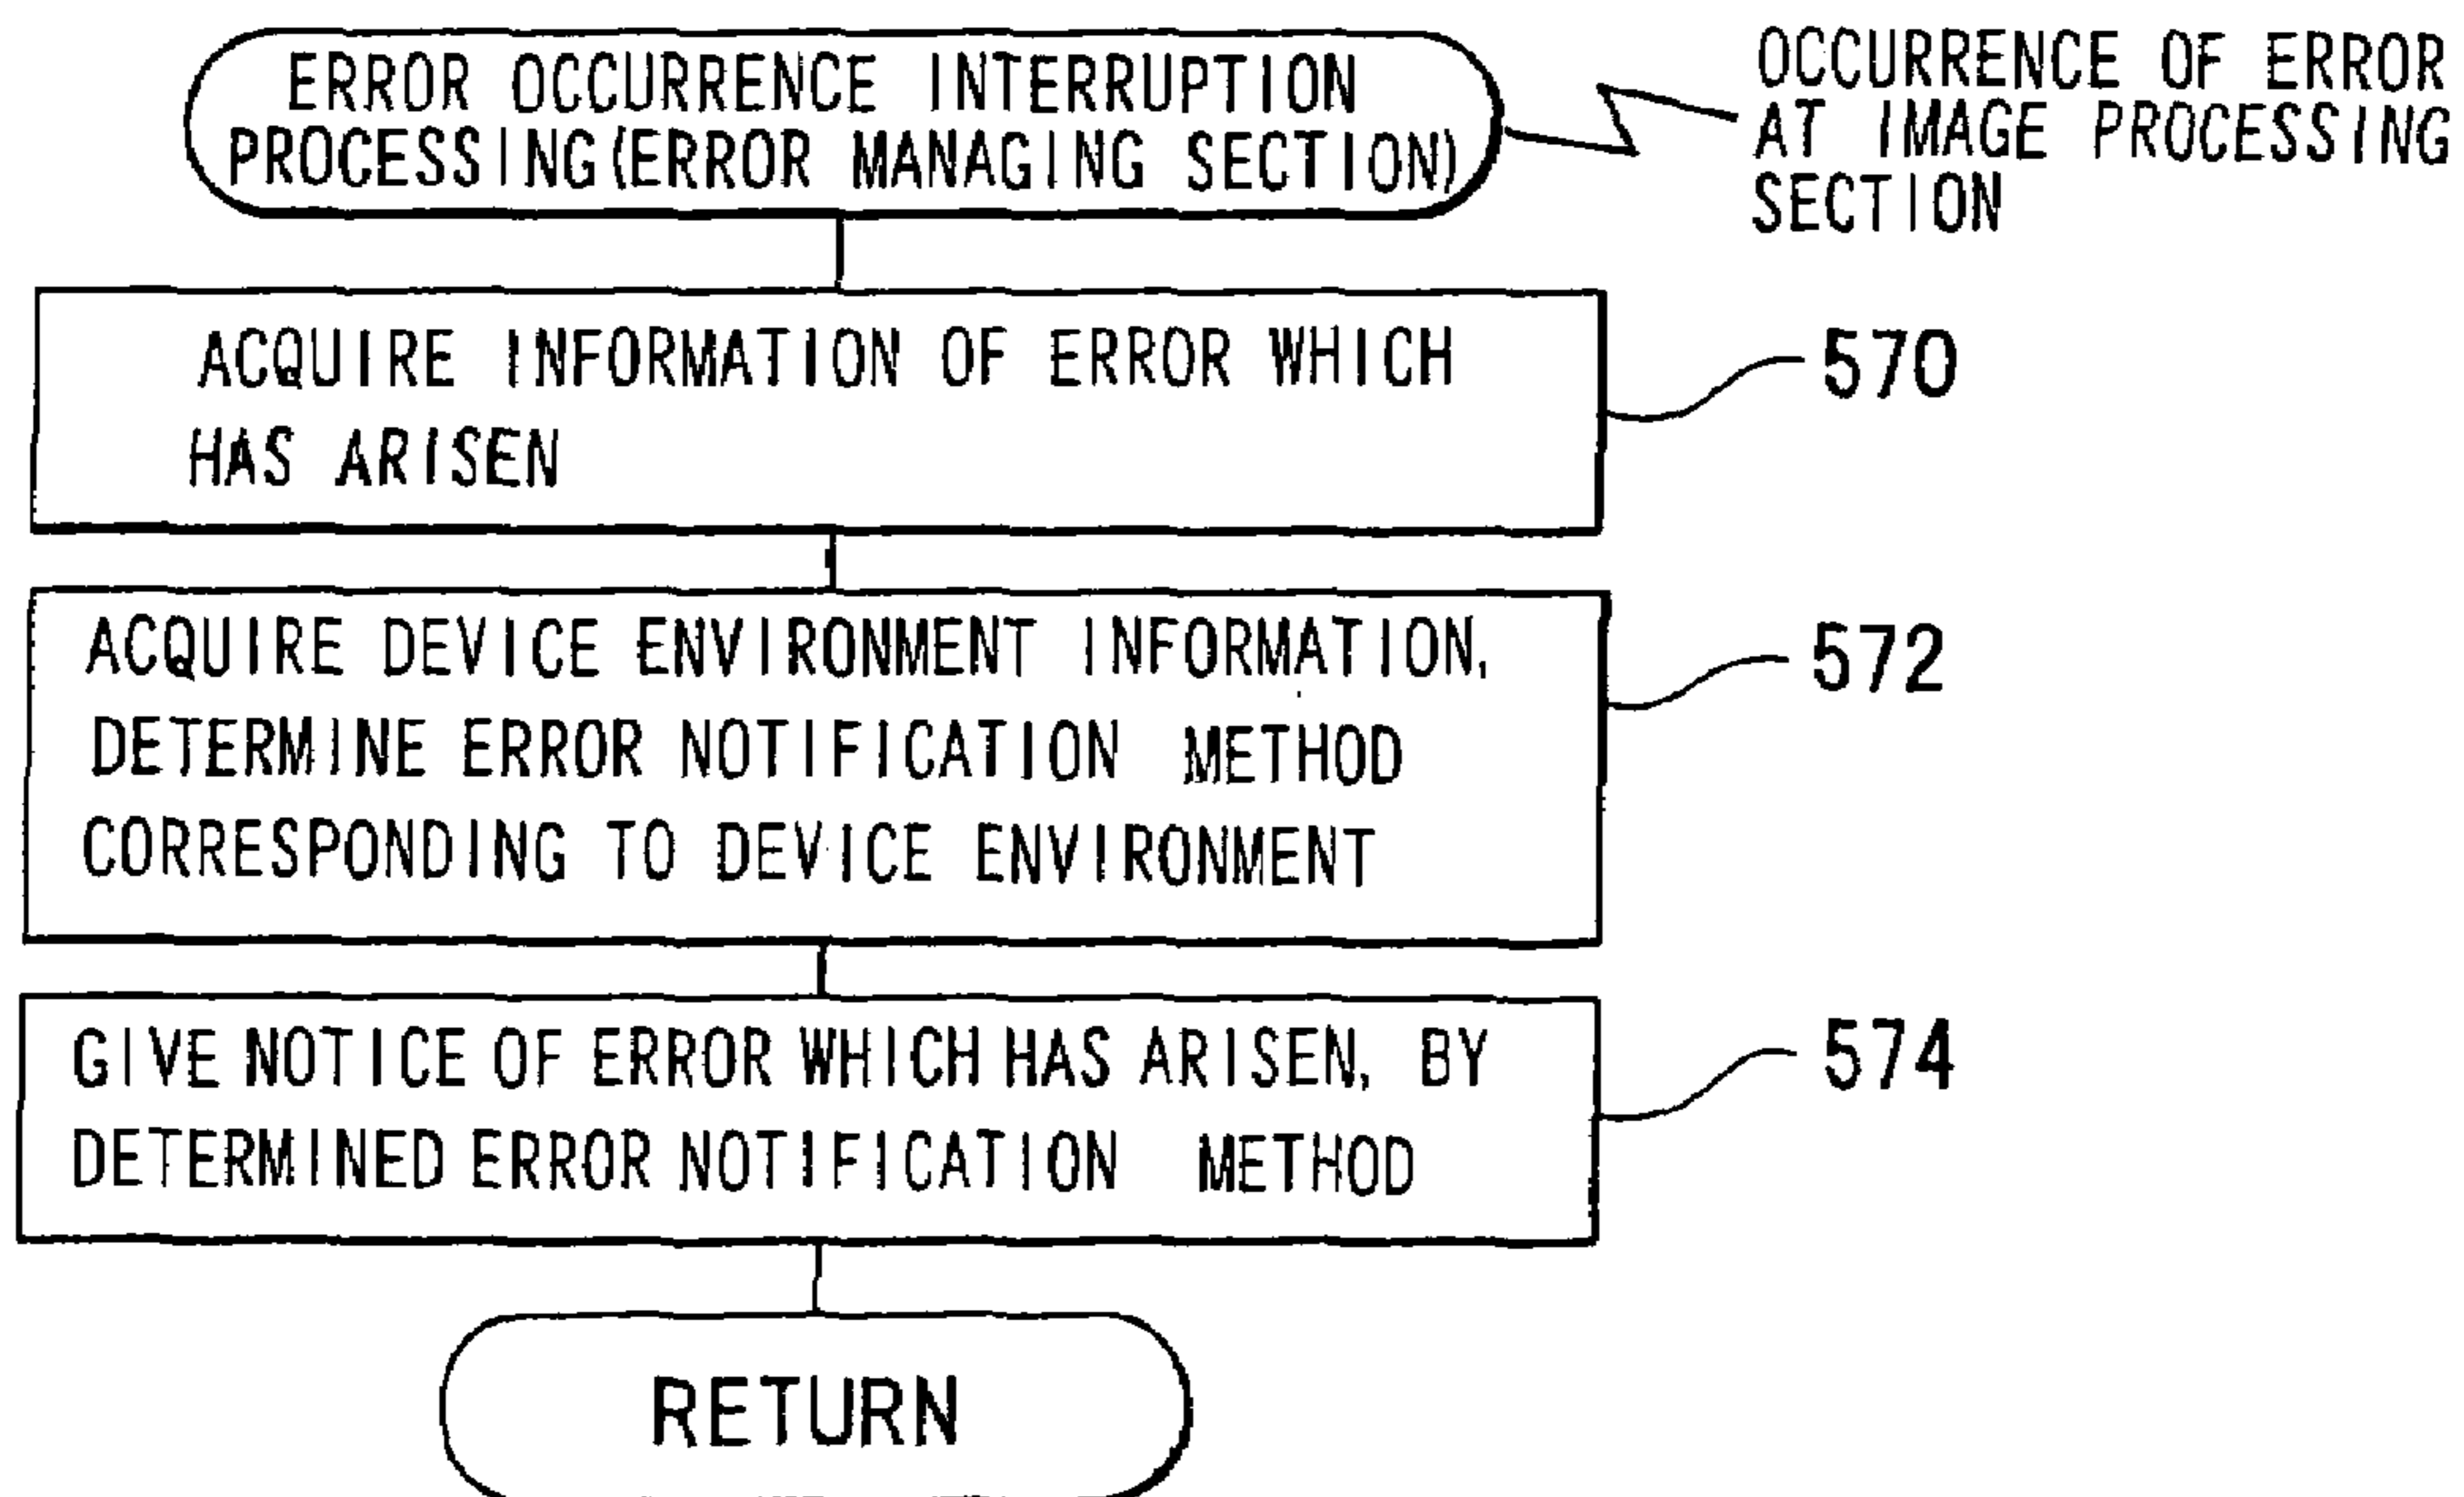 ERROR OCCURRENCE INTERRUPTION
PROCESSING(ERROR MANAGING SECTION)
OCCURRENCE OF ERROR
AT IMAGE PROCESSING
SECTION
ACQUIRE INFORMATION OF ERROR WHICH
HAS ARISEN
570
ACQUIRE DEVICE ENVIRONMENT INFORMATION,
DETERMINE ERROR NOTIFICATION METHOD
CORRESPONDING TO DEVICE ENVIRONMENT
572
GIVE NOTICE OF ERROR WHICH HAS ARISEN, BY
DETERMINED ERROR NOTIFICATION METHOD
574
RETURN